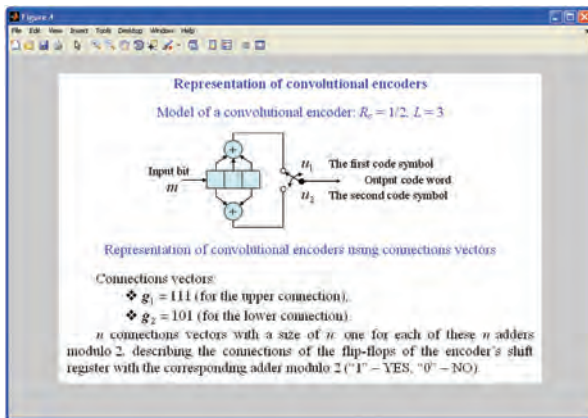 Figure 4
File Edit View Insert Tools Desktop Window Help
Representation of convolutional encoders
Model of a convolutional encoder: Rc = 1/2, L = 3
Input bit
m
u1 The first code symbol
Output code word
u2 The second code symbol
Representation of convolutional encoders using connections vectors
Connections vectors:
❖ g1 = 111 (for the upper connection),
❖ g2 = 101 (for the lower connection)
n connections vectors with a size of n one for each of these n adders
modulo 2, describing the connections of the flip-flops of the encoder's shift
register with the corresponding adder modulo 2 ("1" – YES, "0" – NO)